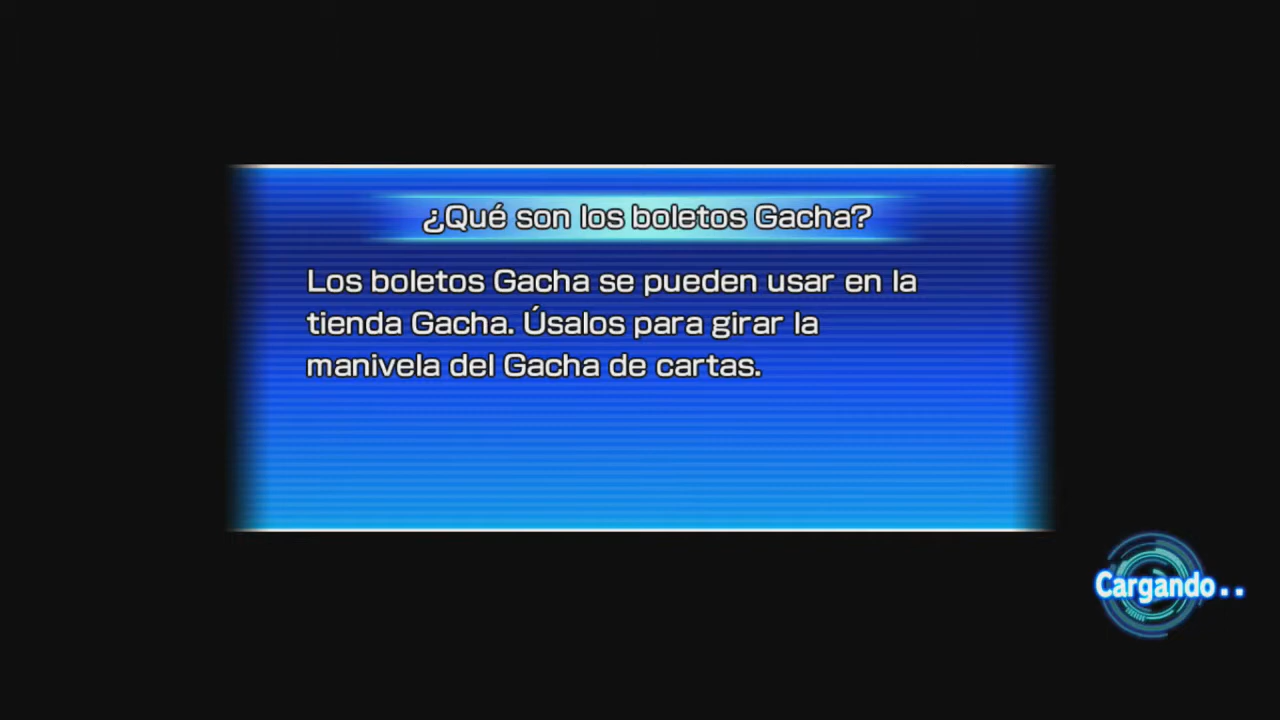 ¿Qué son los boletos Gacha?
Los boletos Gacha se pueden usar en la
tienda Gacha. Úsalos para girar la
manivela del Gacha de cartas.
Cargando..